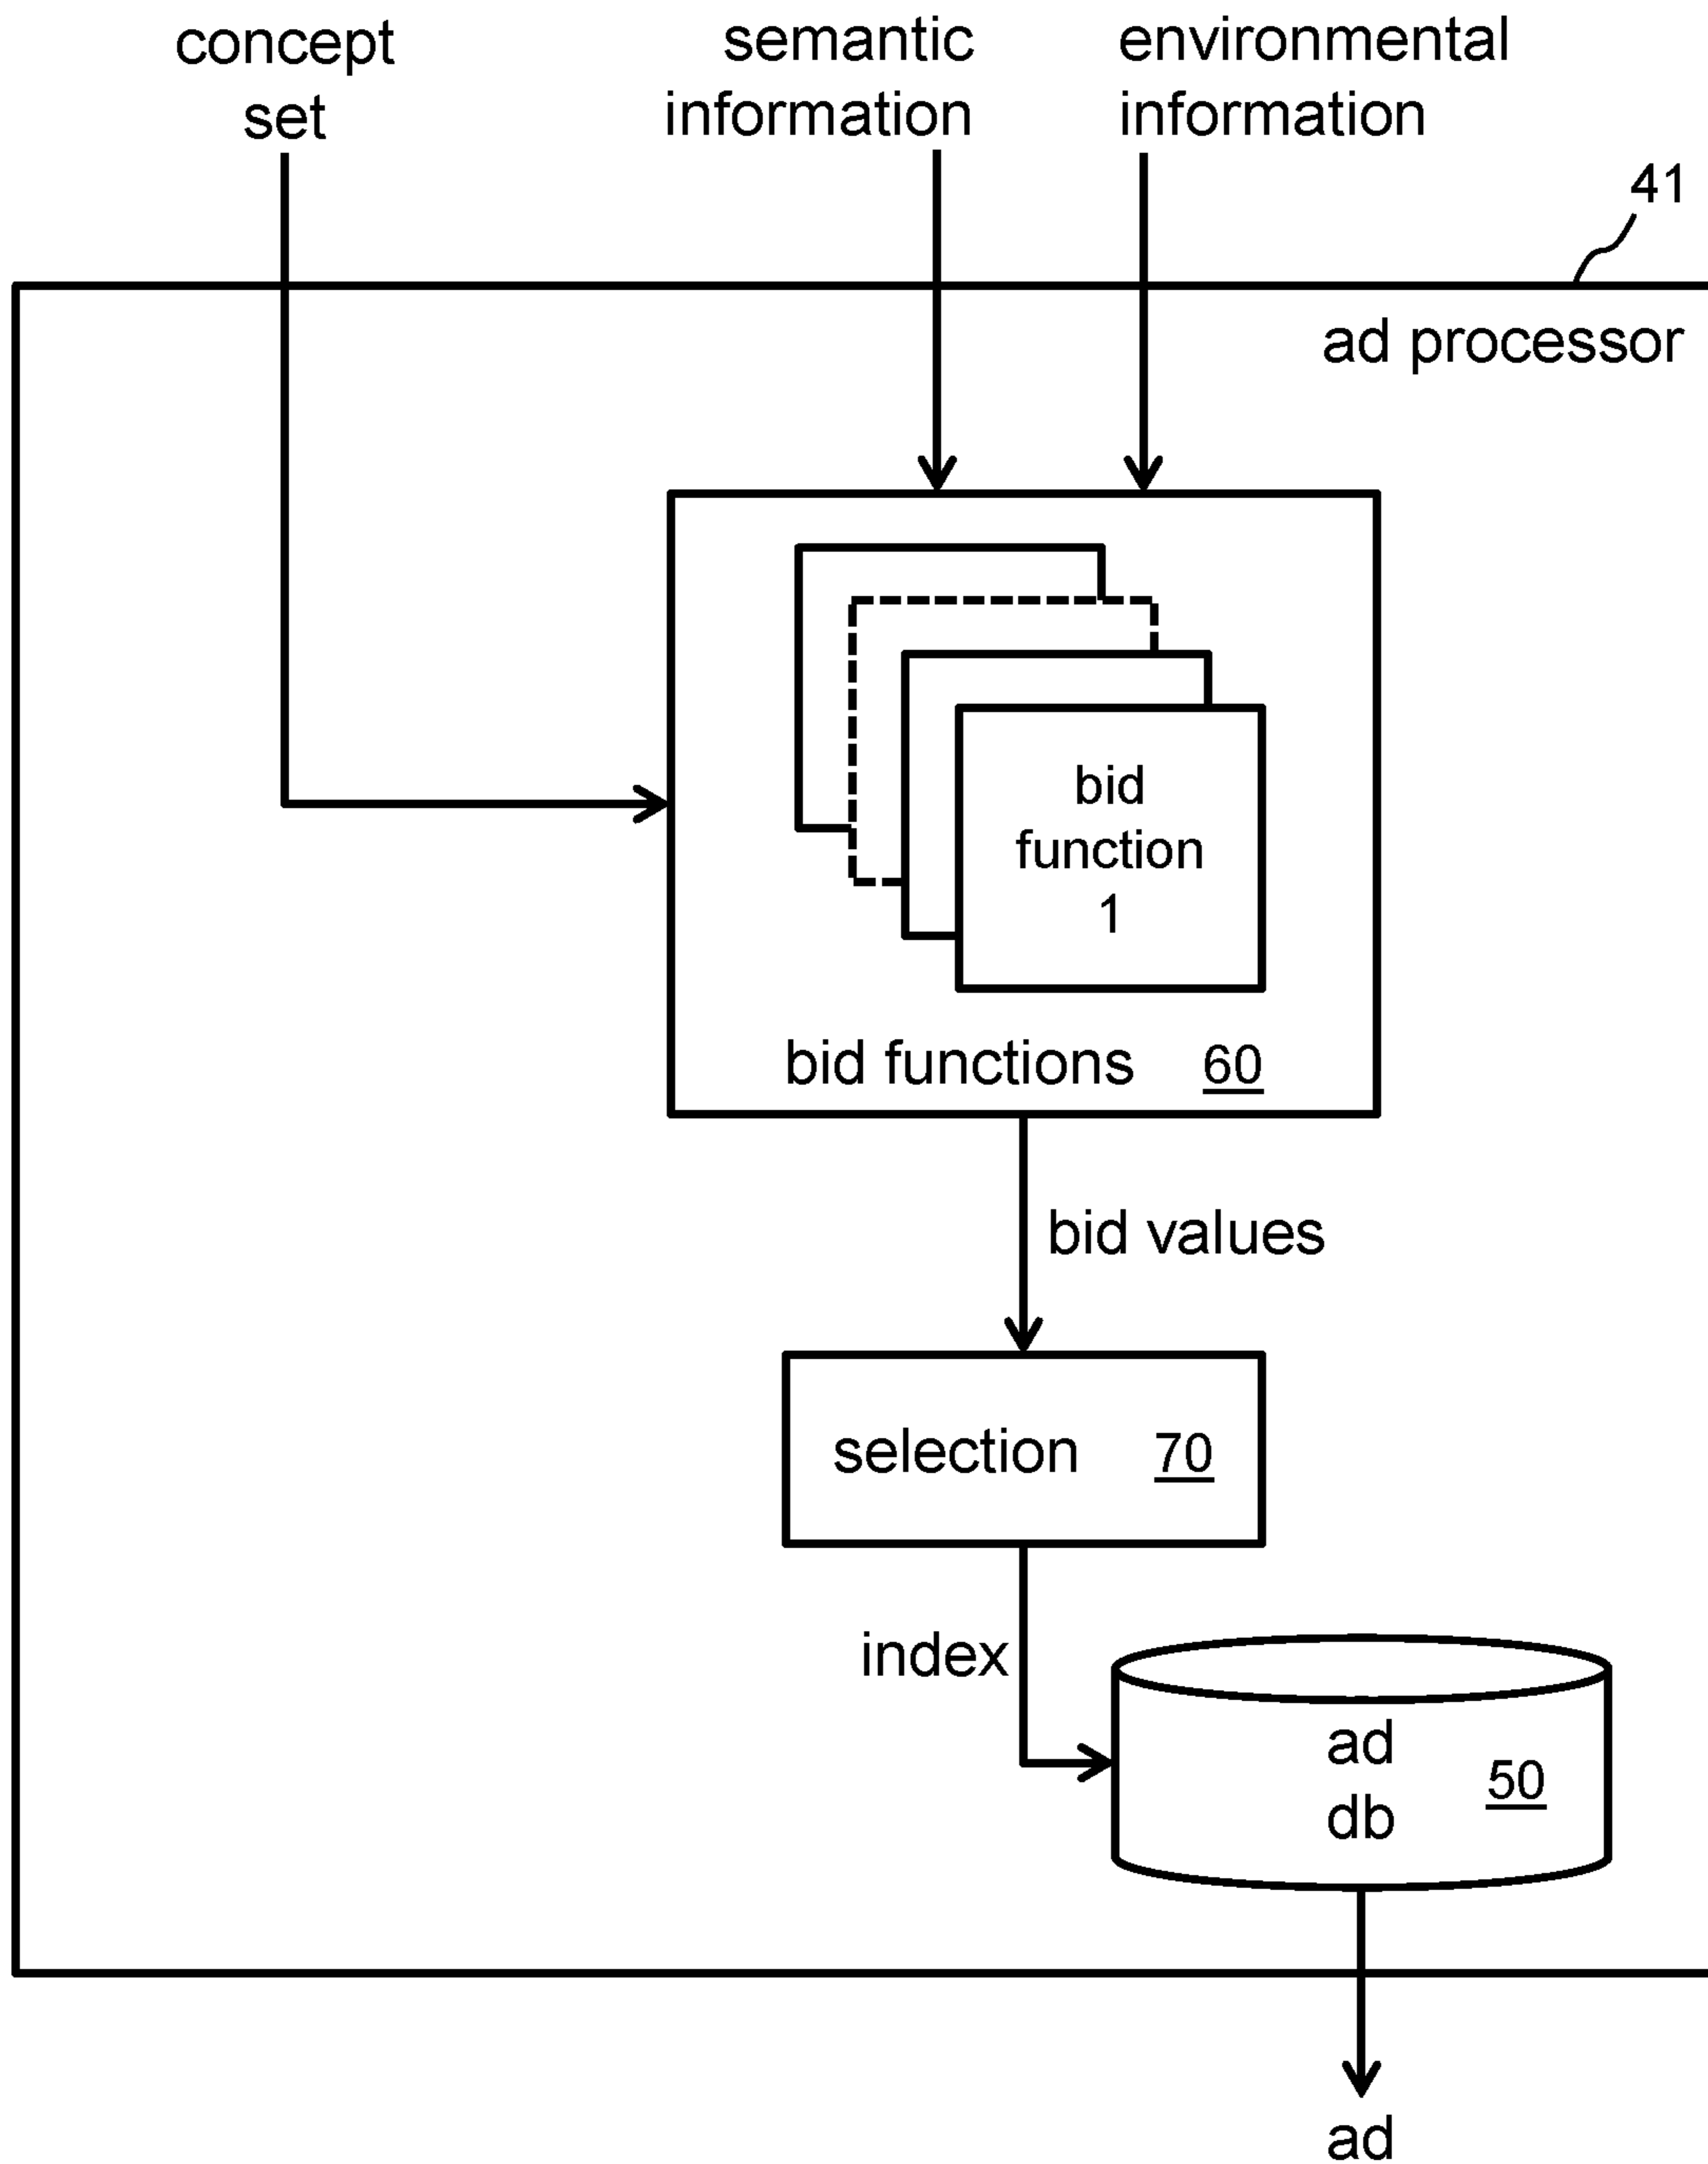 concept
set
semantic
information
environmental
information
41
ad processor
bid
function
1
bid functions 60
bid values
selection 70
index
ad
db
50
ad